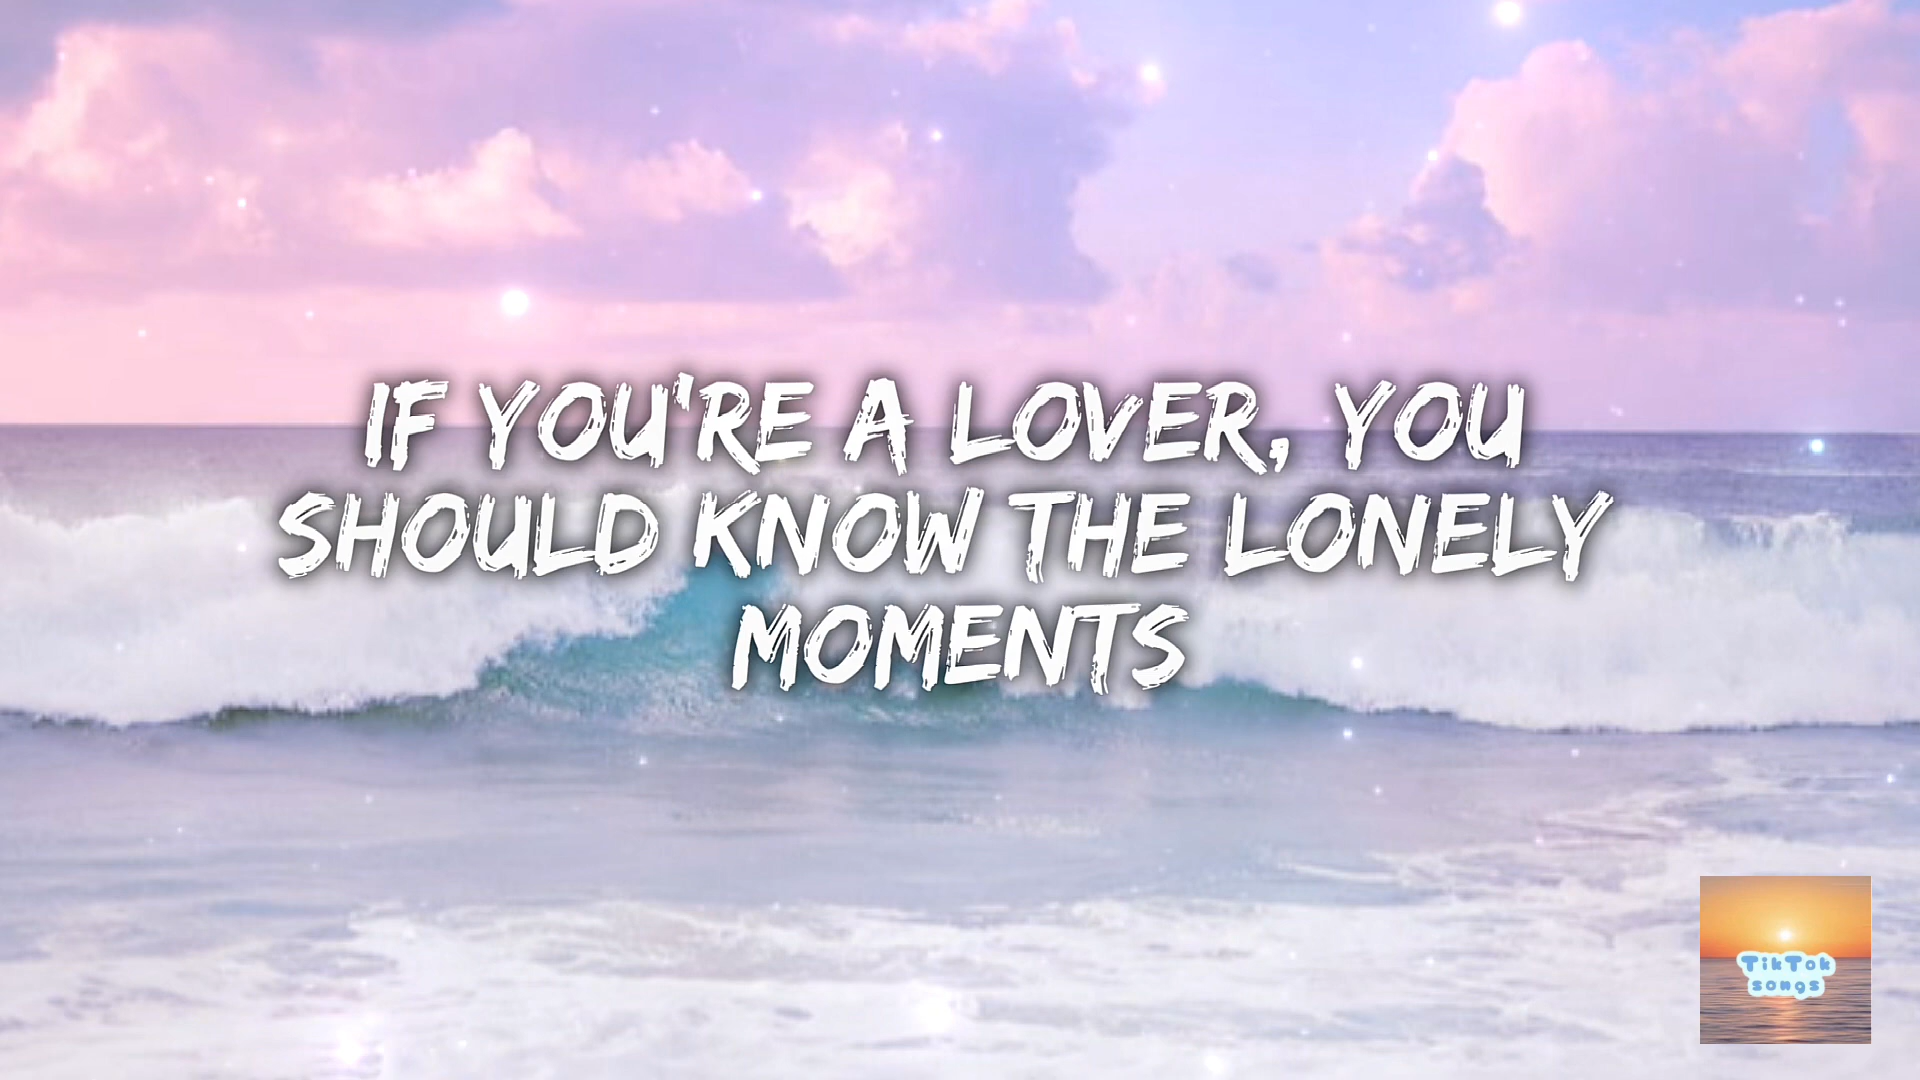 IF YOU'RE A LOVER, YOU
SHOULD KNOW THE LONELY
MOMENTS
TikTok
songs